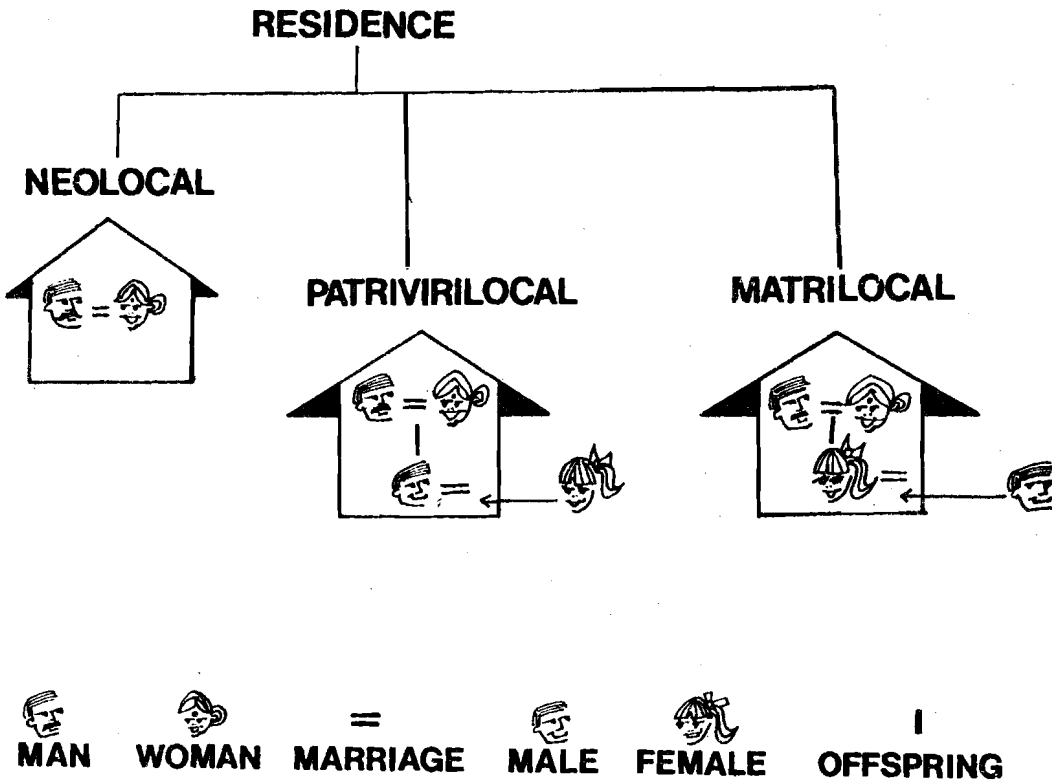 RESIDENCE
NEOLOCAL
PATRIVIRILOCAL
MATRILOCAL
=
=
=
=
=
=
MAN WOMAN MARRIAGE MALE FEMALE OFFSPRING